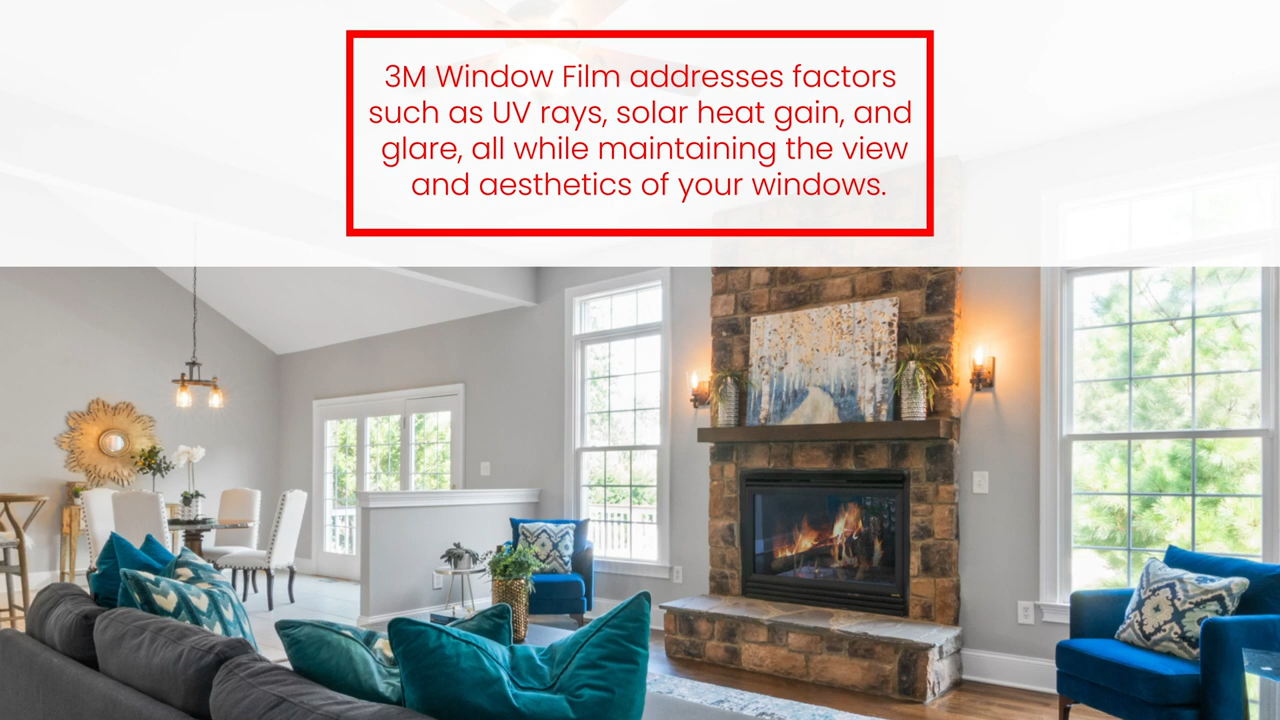 3M Window Film addresses factors
such as UV rays, solar heat gain, and
glare, all while maintaining the view
and aesthetics of your windows.